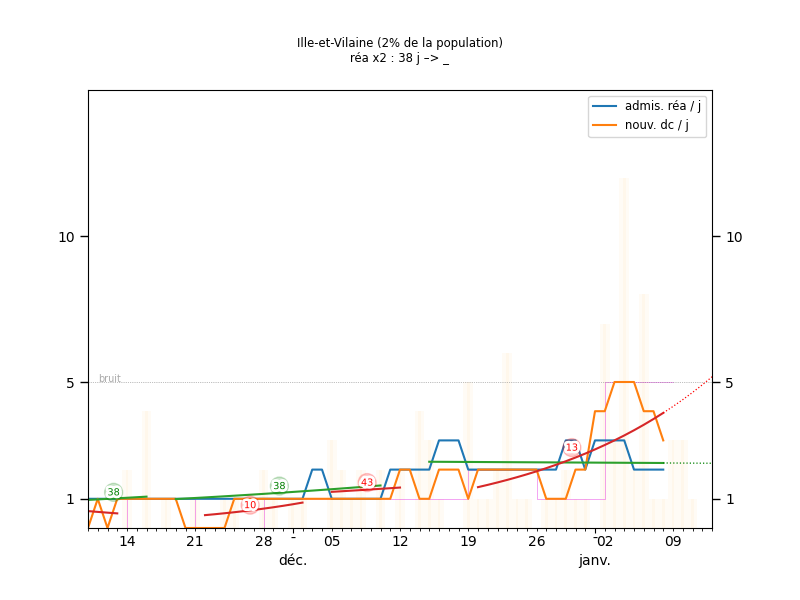 Ille-et-Vilaine (2% de la population)
réa x2 : 38 j –> _
admis. réa / j
nouv. dc / j
10 10
bruit
5 5
13
43
38 38
10
1 1
14 21 28 05 12 19 26 02 09
déc. janv.